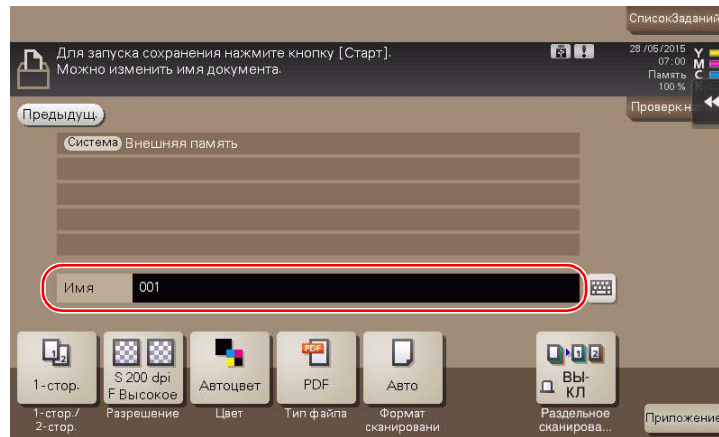 СписокЗаданий
Для запуска сохранения нажмите кнопку [Старт].
Можно изменить имя документа.
28 /05/2015
07:00
Память
100 %
Y
M
C
K
Проверк.н
Предыдущ.
Система Внешняя память
Имя 001
1-стор.
S 200 dpi
F Высокое
Автоцвет
PDF
PDF
Авто
ВЫ-
КЛ
1-стор./
2-стор.
Разрешение
Цвет
Тип файла
Формат
сканировани
Раздельное
сканирова...
Приложение